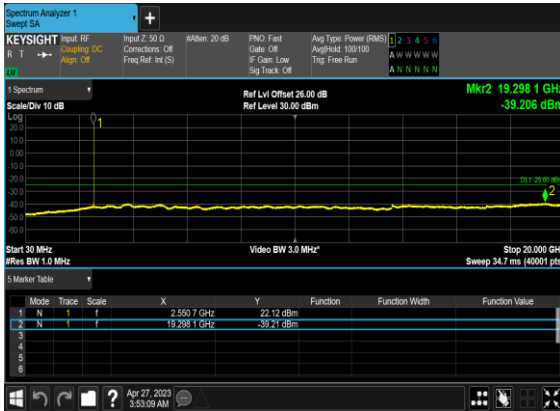 Spectrum Analyzer 1
Swept SA
+
KEYSIGHT Input: RF Input Z: 50 Ω #Atten: 20 dB PNO: Fast Avg Type: Power (RMS) 1 2 3 4 5 6
R T Coupling: DC Corrections: Off Gate: Off Avg|Hold: 100/100 A W W W W W
Align: Off Freq Ref: Int (S) IF Gain: Low Trig: Free Run
Sig Track: Off A N N N N N
1 Spectrum Ref Lvl Offset 26.00 dB Mkr2 19.298 1 GHz
Scale/Div 10 dB Ref Level 30.00 dBm -39.206 dBm
Log
20.0
10.0
0.00
-10.0
-20.0
-30.0
-40.0
-50.0
-60.0
1
DL1 -25.00 dBm
2
Start 30 MHz Video BW 3.0 MHz* Stop 20.000 GHz
#Res BW 1.0 MHz Sweep 34.7 ms (40001 pts)
5 Marker Table
Mode Trace Scale X Y Function Function Width Function Value
1 N 1 f 2.550 7 GHz 22.12 dBm
2 N 1 f 19.298 1 GHz -39.21 dBm
3
4
5
6
? Apr 27, 2023
3:53:09 AM